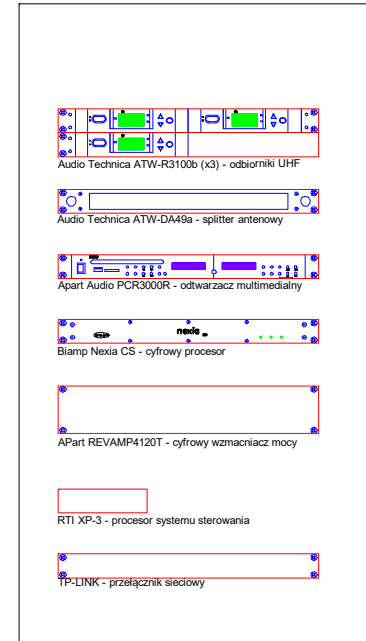 Audio Technica ATW-R3100b (x3) - odbiorniki UHF
Audio Technica ATW-DA49a - splitter antenowy
Apart Audio PCR3000R - odtwarzacz multimedialny
nexia cs
Biamp Nexia CS - cyfrowy procesor
APart REVAMP4120T - cyfrowy wzmacniacz mocy
RTI XP-3 - procesor systemu sterowania
TP-LINK - przełącznik sieciowy